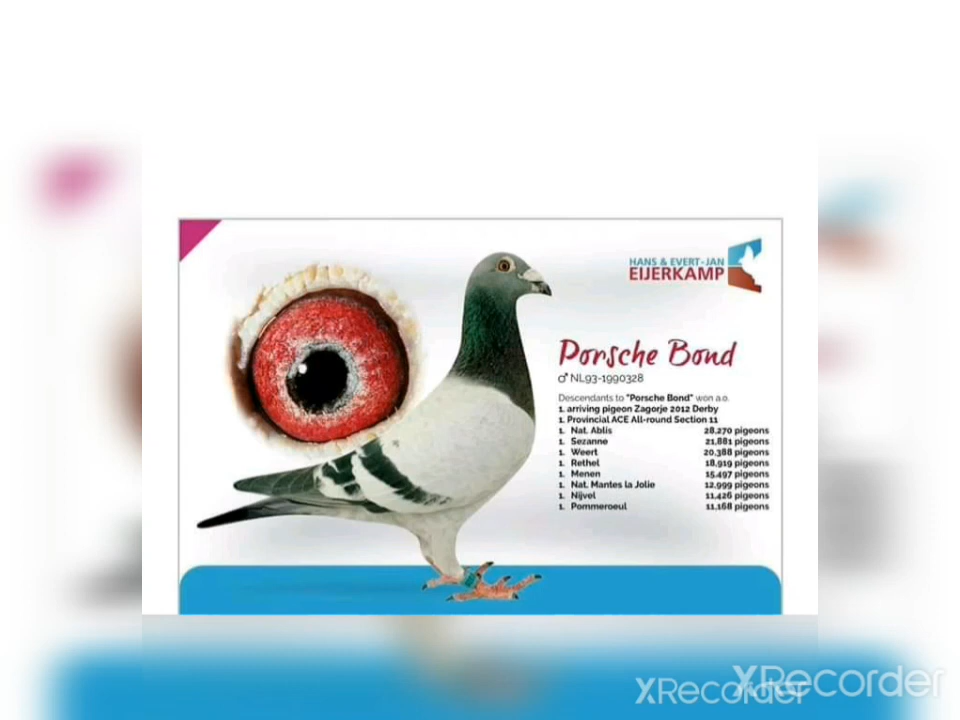 HANS & EVERT-JAN
EIJERKAMP
Porsche Bond
♂ NL93-1990328
Descendants to "Porsche Bond" won a.o.
1. arriving pigeon Zagorje 2012 Derby
1. Provincial ACE All-round Section 11
1. Nat. Ablis 28,270 pigeons
1. Sezanne 21,881 pigeons
1. Weert 20,388 pigeons
1. Rethel 18,919 pigeons
1. Menen 15,497 pigeons
1. Nat. Mantes la Jolie 12,999 pigeons
1. Nijvel 11,426 pigeons
1. Pommeroeul 11,168 pigeons
XRecorder
XRecorder